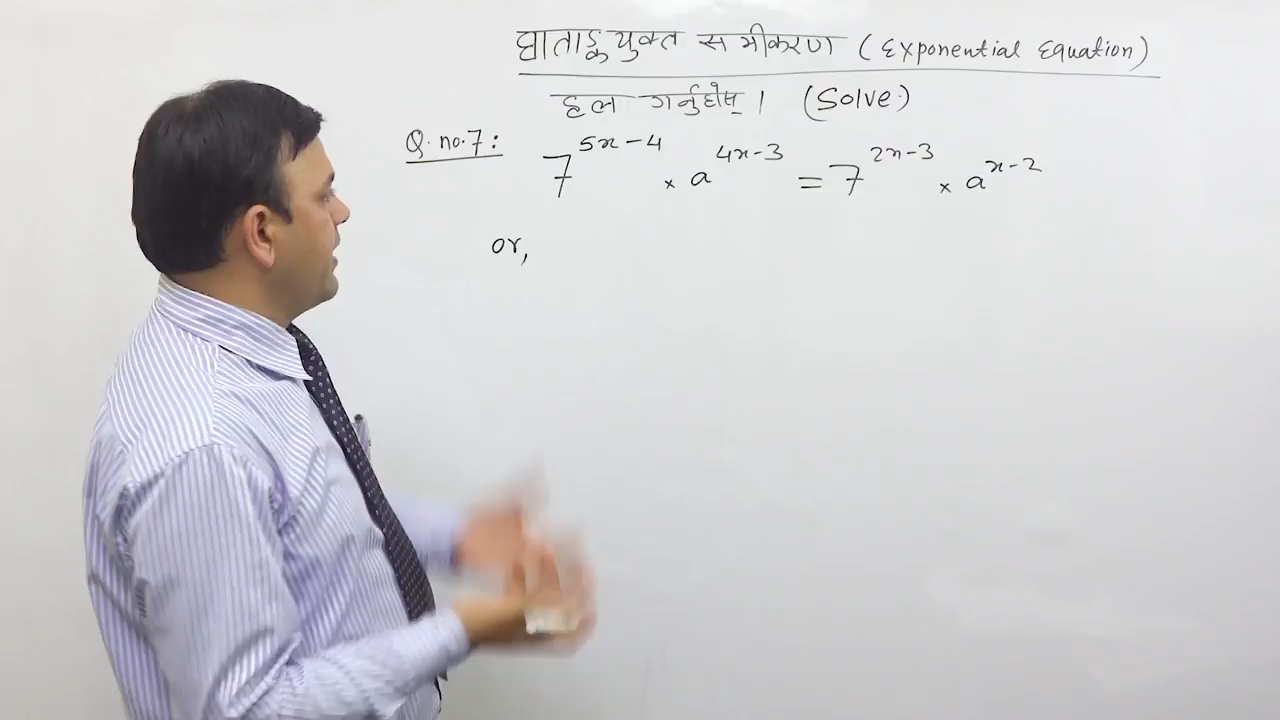 घाताङ्कयुक्त समीकरण (Exponential Equation)
हल गर्नुहोस् । (Solve)
Q. no. 7: 7^{5x-4} × a^{4x-3} = 7^{2x-3} × a^{x-2}
or,